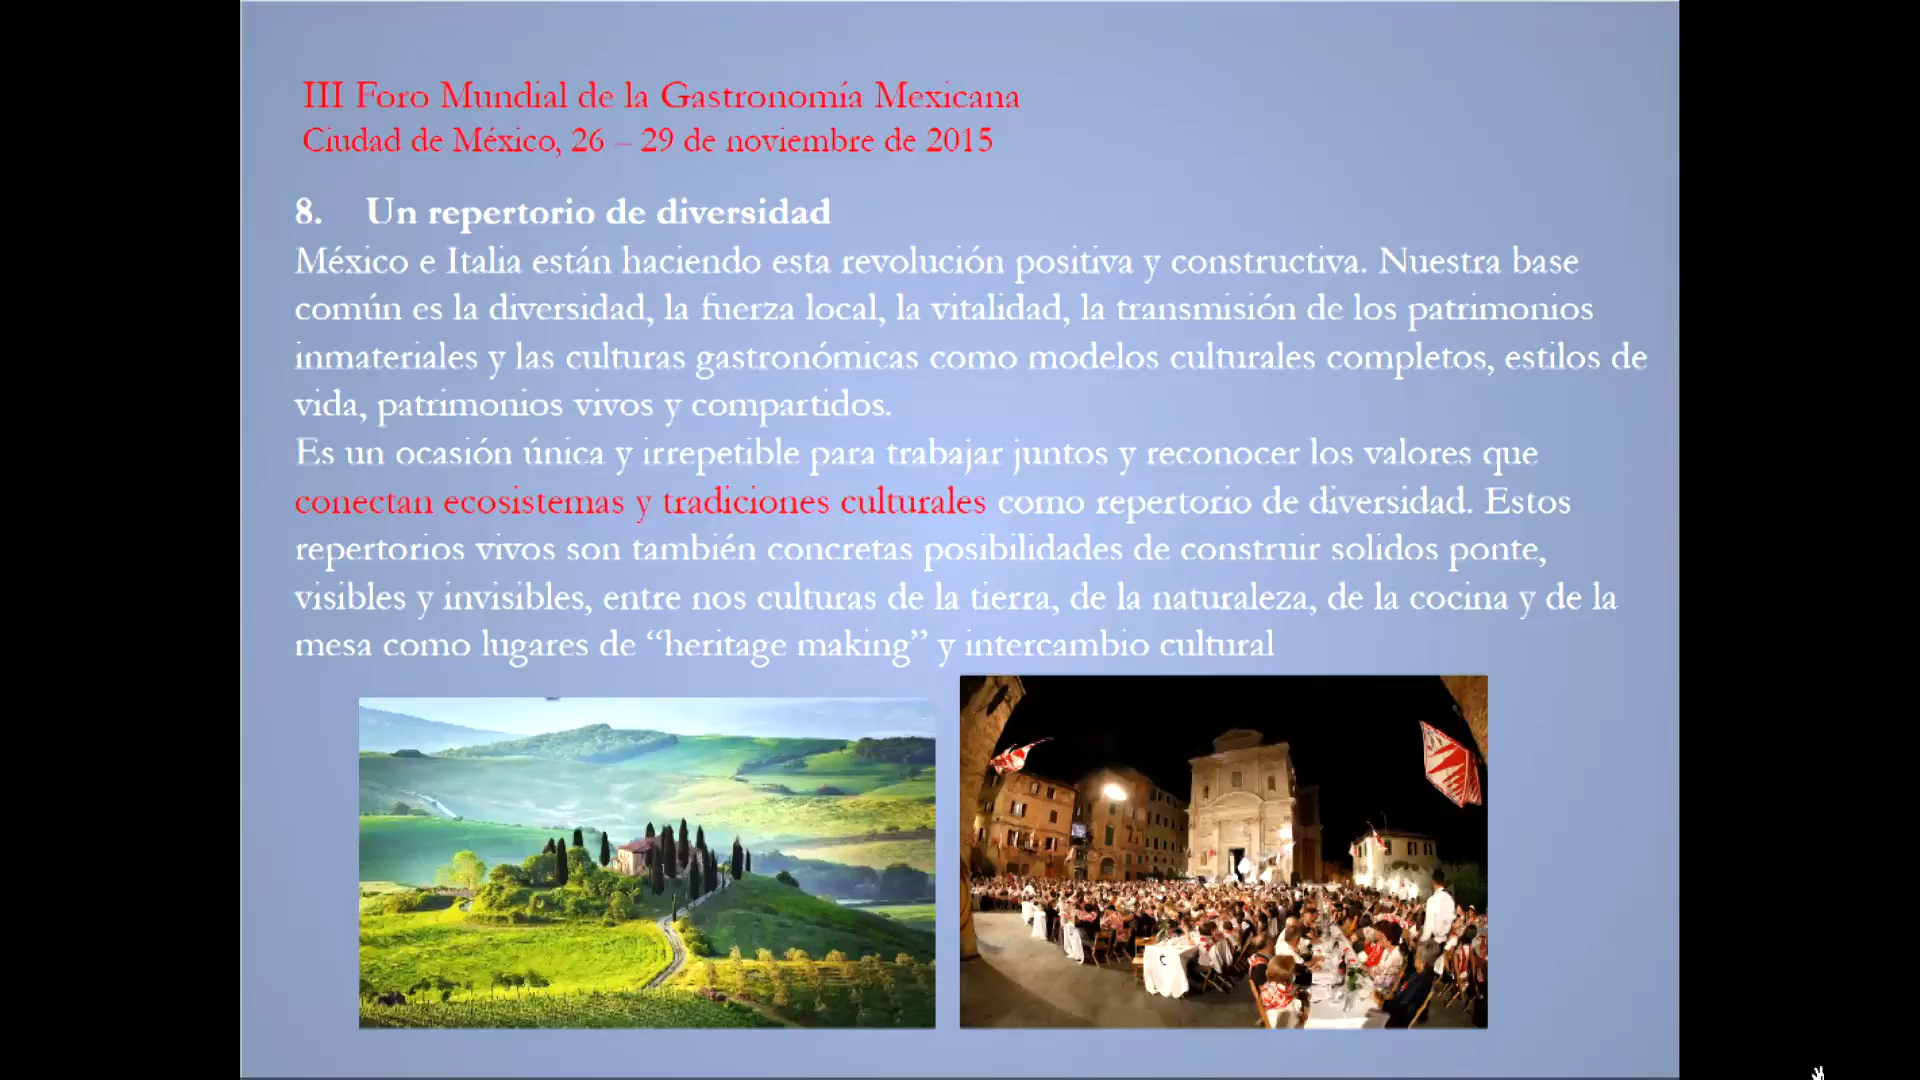 III Foro Mundial de la Gastronomía Mexicana
Ciudad de México, 26 – 29 de noviembre de 2015
8. Un repertorio de diversidad
México e Italia están haciendo esta revolución positiva y constructiva. Nuestra base
común es la diversidad, la fuerza local, la vitalidad, la transmisión de los patrimonios
inmateriales y las culturas gastronómicas como modelos culturales completos, estilos de
vida, patrimonios vivos y compartidos.
Es un ocasión única y irrepetible para trabajar juntos y reconocer los valores que
conectan ecosistemas y tradiciones culturales como repertorio de diversidad. Estos
repertorios vivos son también concretas posibilidades de construir solidos ponte,
visibles y invisibles, entre nos culturas de la tierra, de la naturaleza, de la cocina y de la
mesa como lugares de “heritage making” y intercambio cultural